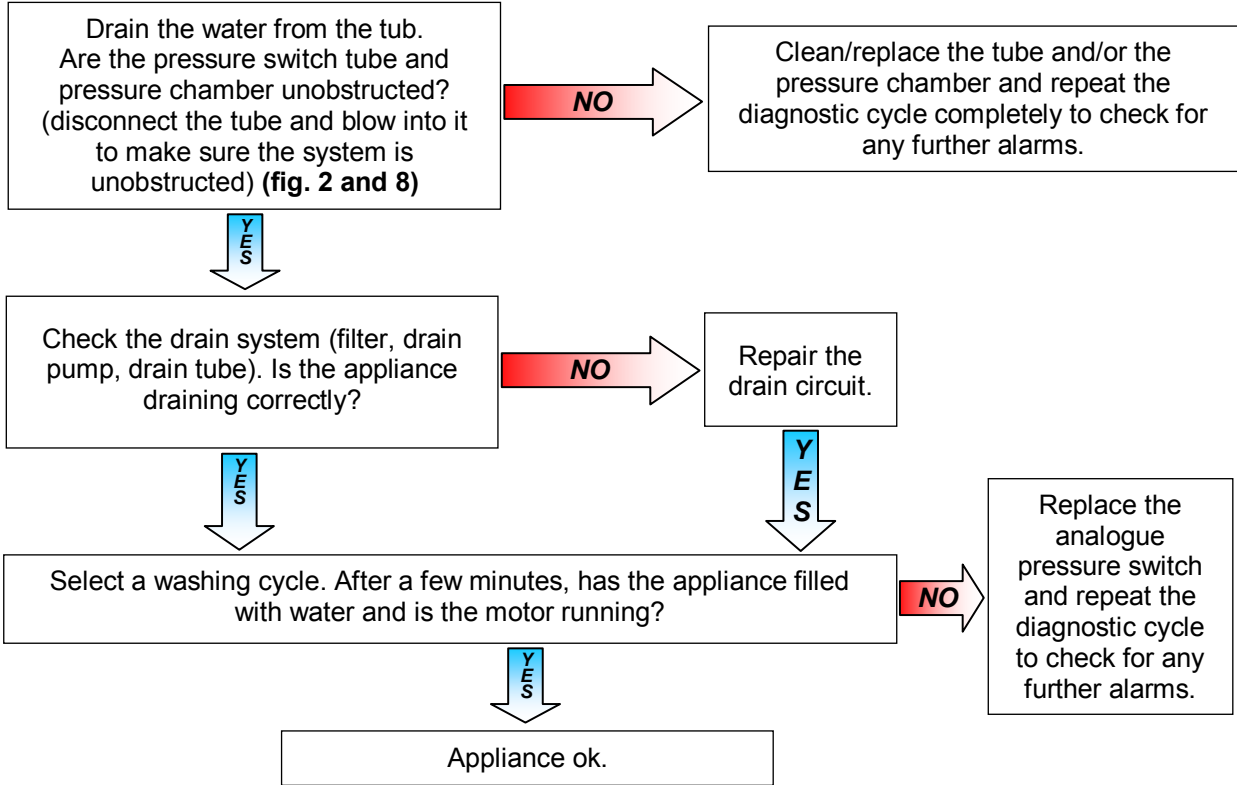 Drain the water from the tub.
Are the pressure switch tube and
pressure chamber unobstructed?
(disconnect the tube and blow into it
to make sure the system is
unobstructed) (fig. 2 and 8)
NO
Clean/replace the tube and/or the
pressure chamber and repeat the
diagnostic cycle completely to check for
any further alarms.
YES
Check the drain system (filter, drain
pump, drain tube). Is the appliance
draining correctly?
NO
Repair the
drain circuit.
YES
YES
Select a washing cycle. After a few minutes, has the appliance filled
with water and is the motor running?
NO
Replace the
analogue
pressure switch
and repeat the
diagnostic cycle
to check for any
further alarms.
YES
Appliance ok.